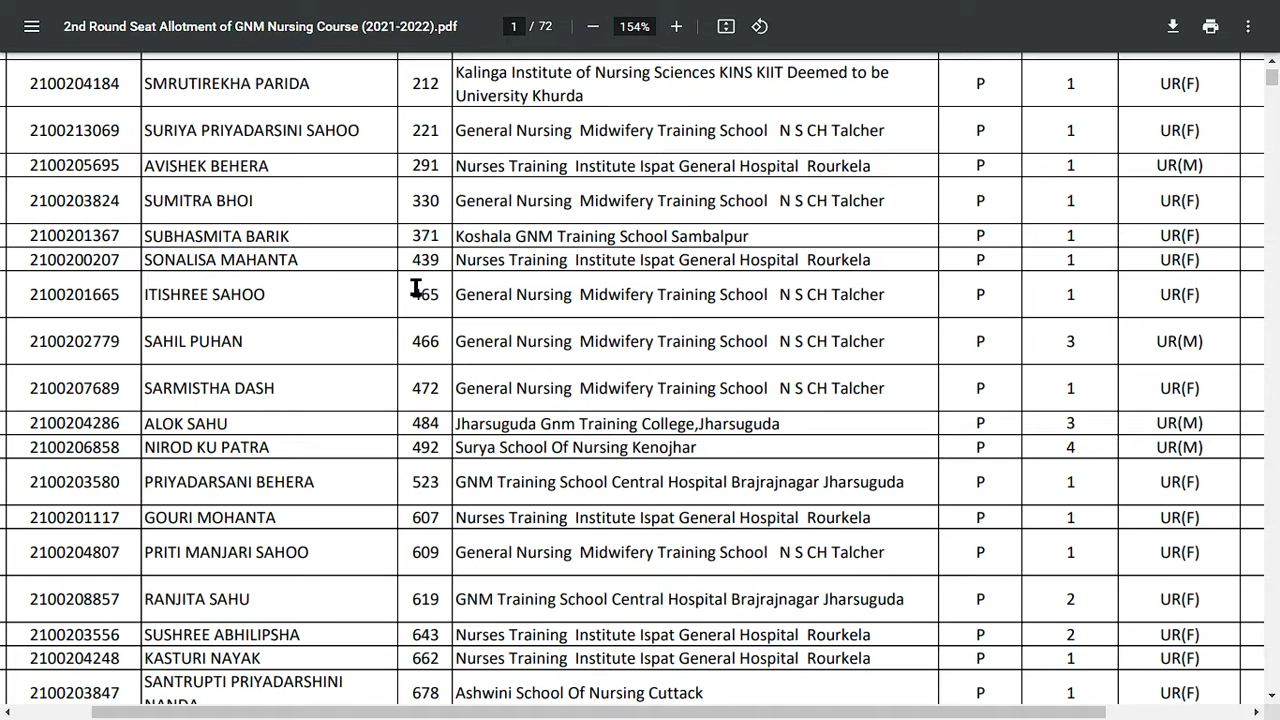 2nd Round Seat Allotment of GNM Nursing Course (2021-2022).pdf 1 / 72 154%
2100204184 SMRUTIREKHA PARIDA 212 Kalinga Institute of Nursing Sciences KINS KIIT Deemed to be University Khurda P 1 UR(F)
2100213069 SURIYA PRIYADARSINI SAHOO 221 General Nursing Midwifery Training School N S CH Talcher P 1 UR(F)
2100205695 AVISHEK BEHERA 291 Nurses Training Institute Ispat General Hospital Rourkela P 1 UR(M)
2100203824 SUMITRA BHOI 330 General Nursing Midwifery Training School N S CH Talcher P 1 UR(F)
2100201367 SUBHASMITA BARIK 371 Koshala GNM Training School Sambalpur P 1 UR(F)
2100200207 SONALISA MAHANTA 439 Nurses Training Institute Ispat General Hospital Rourkela P 1 UR(F)
2100201665 ITISHREE SAHOO 465 General Nursing Midwifery Training School N S CH Talcher P 1 UR(F)
2100202779 SAHIL PUHAN 466 General Nursing Midwifery Training School N S CH Talcher P 3 UR(M)
2100207689 SARMISTHA DASH 472 General Nursing Midwifery Training School N S CH Talcher P 1 UR(F)
2100204286 ALOK SAHU 484 Jharsuguda Gnm Training College,Jharsuguda P 3 UR(M)
2100206858 NIROD KU PATRA 492 Surya School Of Nursing Kenojhar P 4 UR(M)
2100203580 PRIYADARSANI BEHERA 523 GNM Training School Central Hospital Brajrajnagar Jharsuguda P 1 UR(F)
2100201117 GOURI MOHANTA 607 Nurses Training Institute Ispat General Hospital Rourkela P 1 UR(F)
2100204807 PRITI MANJARI SAHOO 609 General Nursing Midwifery Training School N S CH Talcher P 1 UR(F)
2100208857 RANJITA SAHU 619 GNM Training School Central Hospital Brajrajnagar Jharsuguda P 2 UR(F)
2100203556 SUSHREE ABHILIPSHA 643 Nurses Training Institute Ispat General Hospital Rourkela P 2 UR(F)
2100204248 KASTURI NAYAK 662 Nurses Training Institute Ispat General Hospital Rourkela P 1 UR(F)
2100203847 SANTRUPTI PRIYADARSHINI NANDA 678 Ashwini School Of Nursing Cuttack P 1 UR(F)